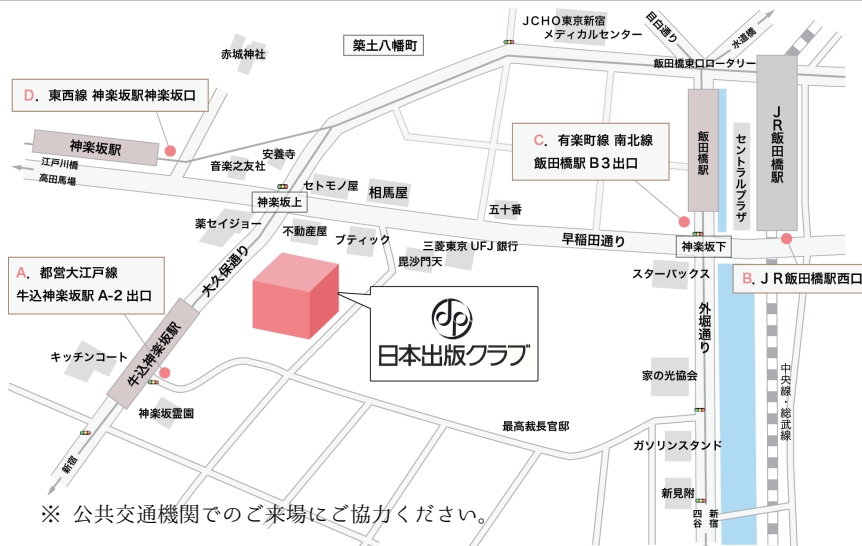 JCHO東京新宿
メディカルセンター
目白通り
水道橋
赤城神社
築土八幡町
飯田橋東口ロータリー
D. 東西線 神楽坂駅神楽坂口
JR飯田橋駅
飯田橋駅
セントラルプラザ
C. 有楽町線 南北線
飯田橋駅 B3出口
神楽坂駅
江戸川橋
高田馬場
音楽之友社
安養寺
セトモノ屋
相馬屋
神楽坂上
五十番
薬セイジョー
不動産屋
ブティック
三菱東京 UFJ 銀行
毘沙門天
早稲田通り
神楽坂下
大久保通り
スターバックス
B. JR飯田橋駅西口
A. 都営大江戸線
牛込神楽坂駅 A-2 出口
外堀通り
日本出版クラブ
牛込神楽坂駅
キッチンコート
家の光協会
中央線・総武線
神楽坂霊園
最高裁長官邸
ガソリンスタンド
新宿
新見附
四谷
新宿
※ 公共交通機関でのご来場にご協力ください。